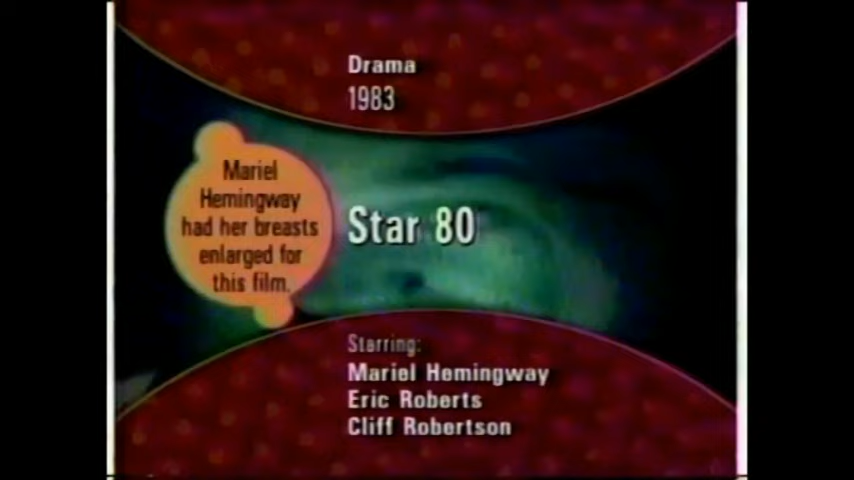 Drama
1983
Mariel
Hemingway
had her breasts
enlarged for
this film.
Star 80
Starring:
Mariel Hemingway
Eric Roberts
Cliff Robertson